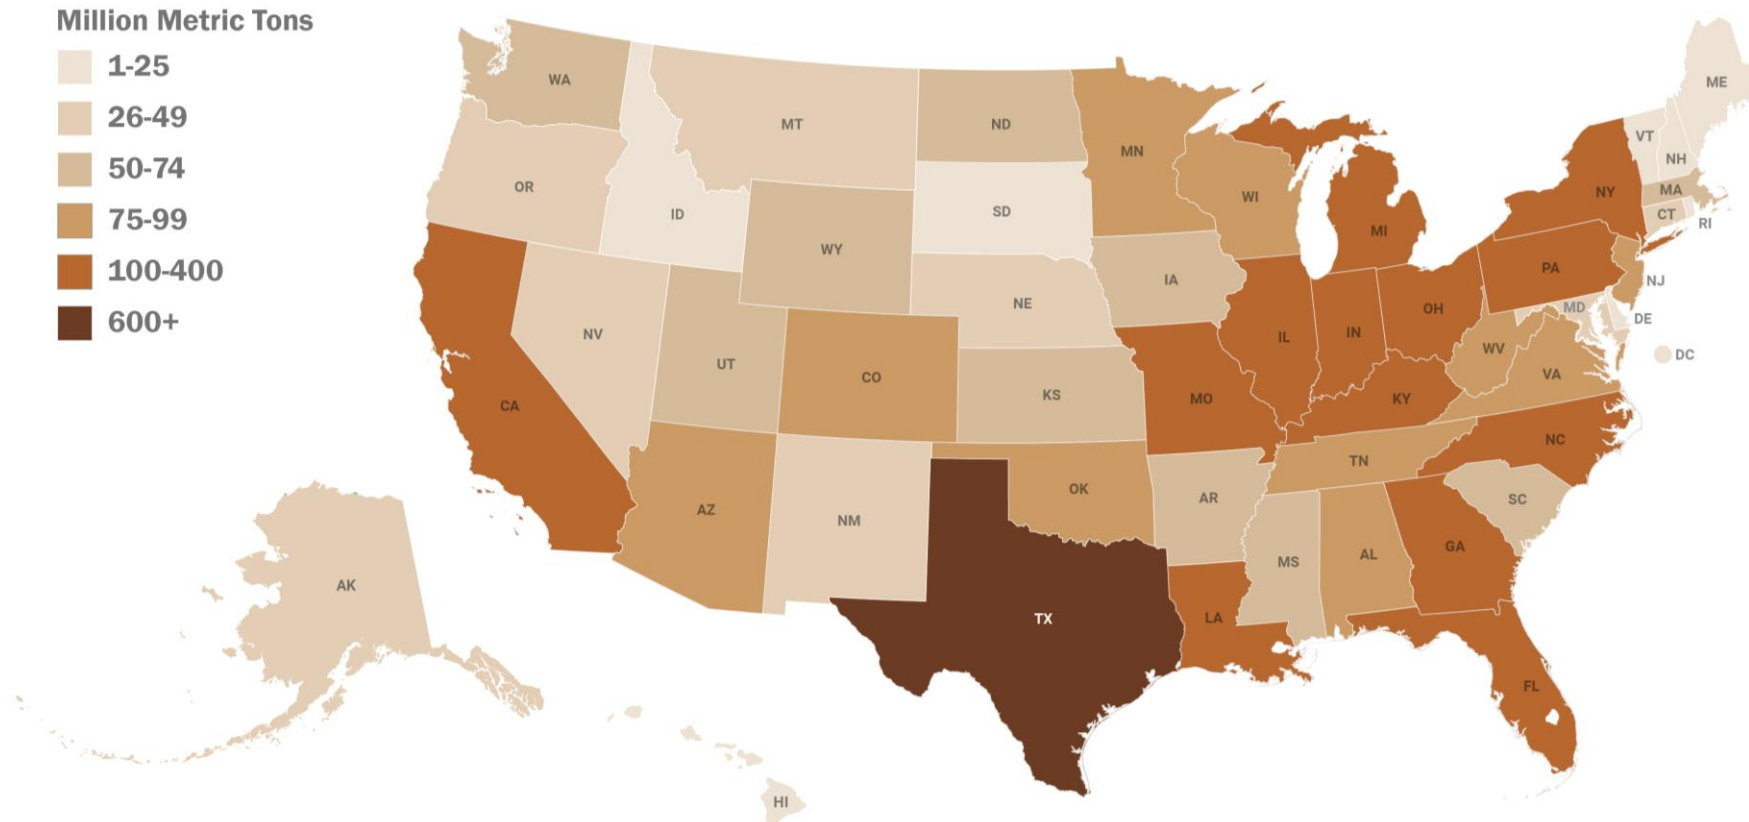 Million Metric Tons
1-25
26-49
50-74
75-99
100-400
600+
WA
MT
ND
MN
ME
VT
NH
OR
ID
SD
WI
NY
MA
CT
RI
WY
MI
IA
PA
NJ
NE
MD
DE
NV
UT
CO
IL
IN
OH
WV
VA
DC
CA
KS
MO
KY
NC
AZ
NM
OK
AR
TN
SC
MS
AL
GA
AK
TX
LA
FL
HI